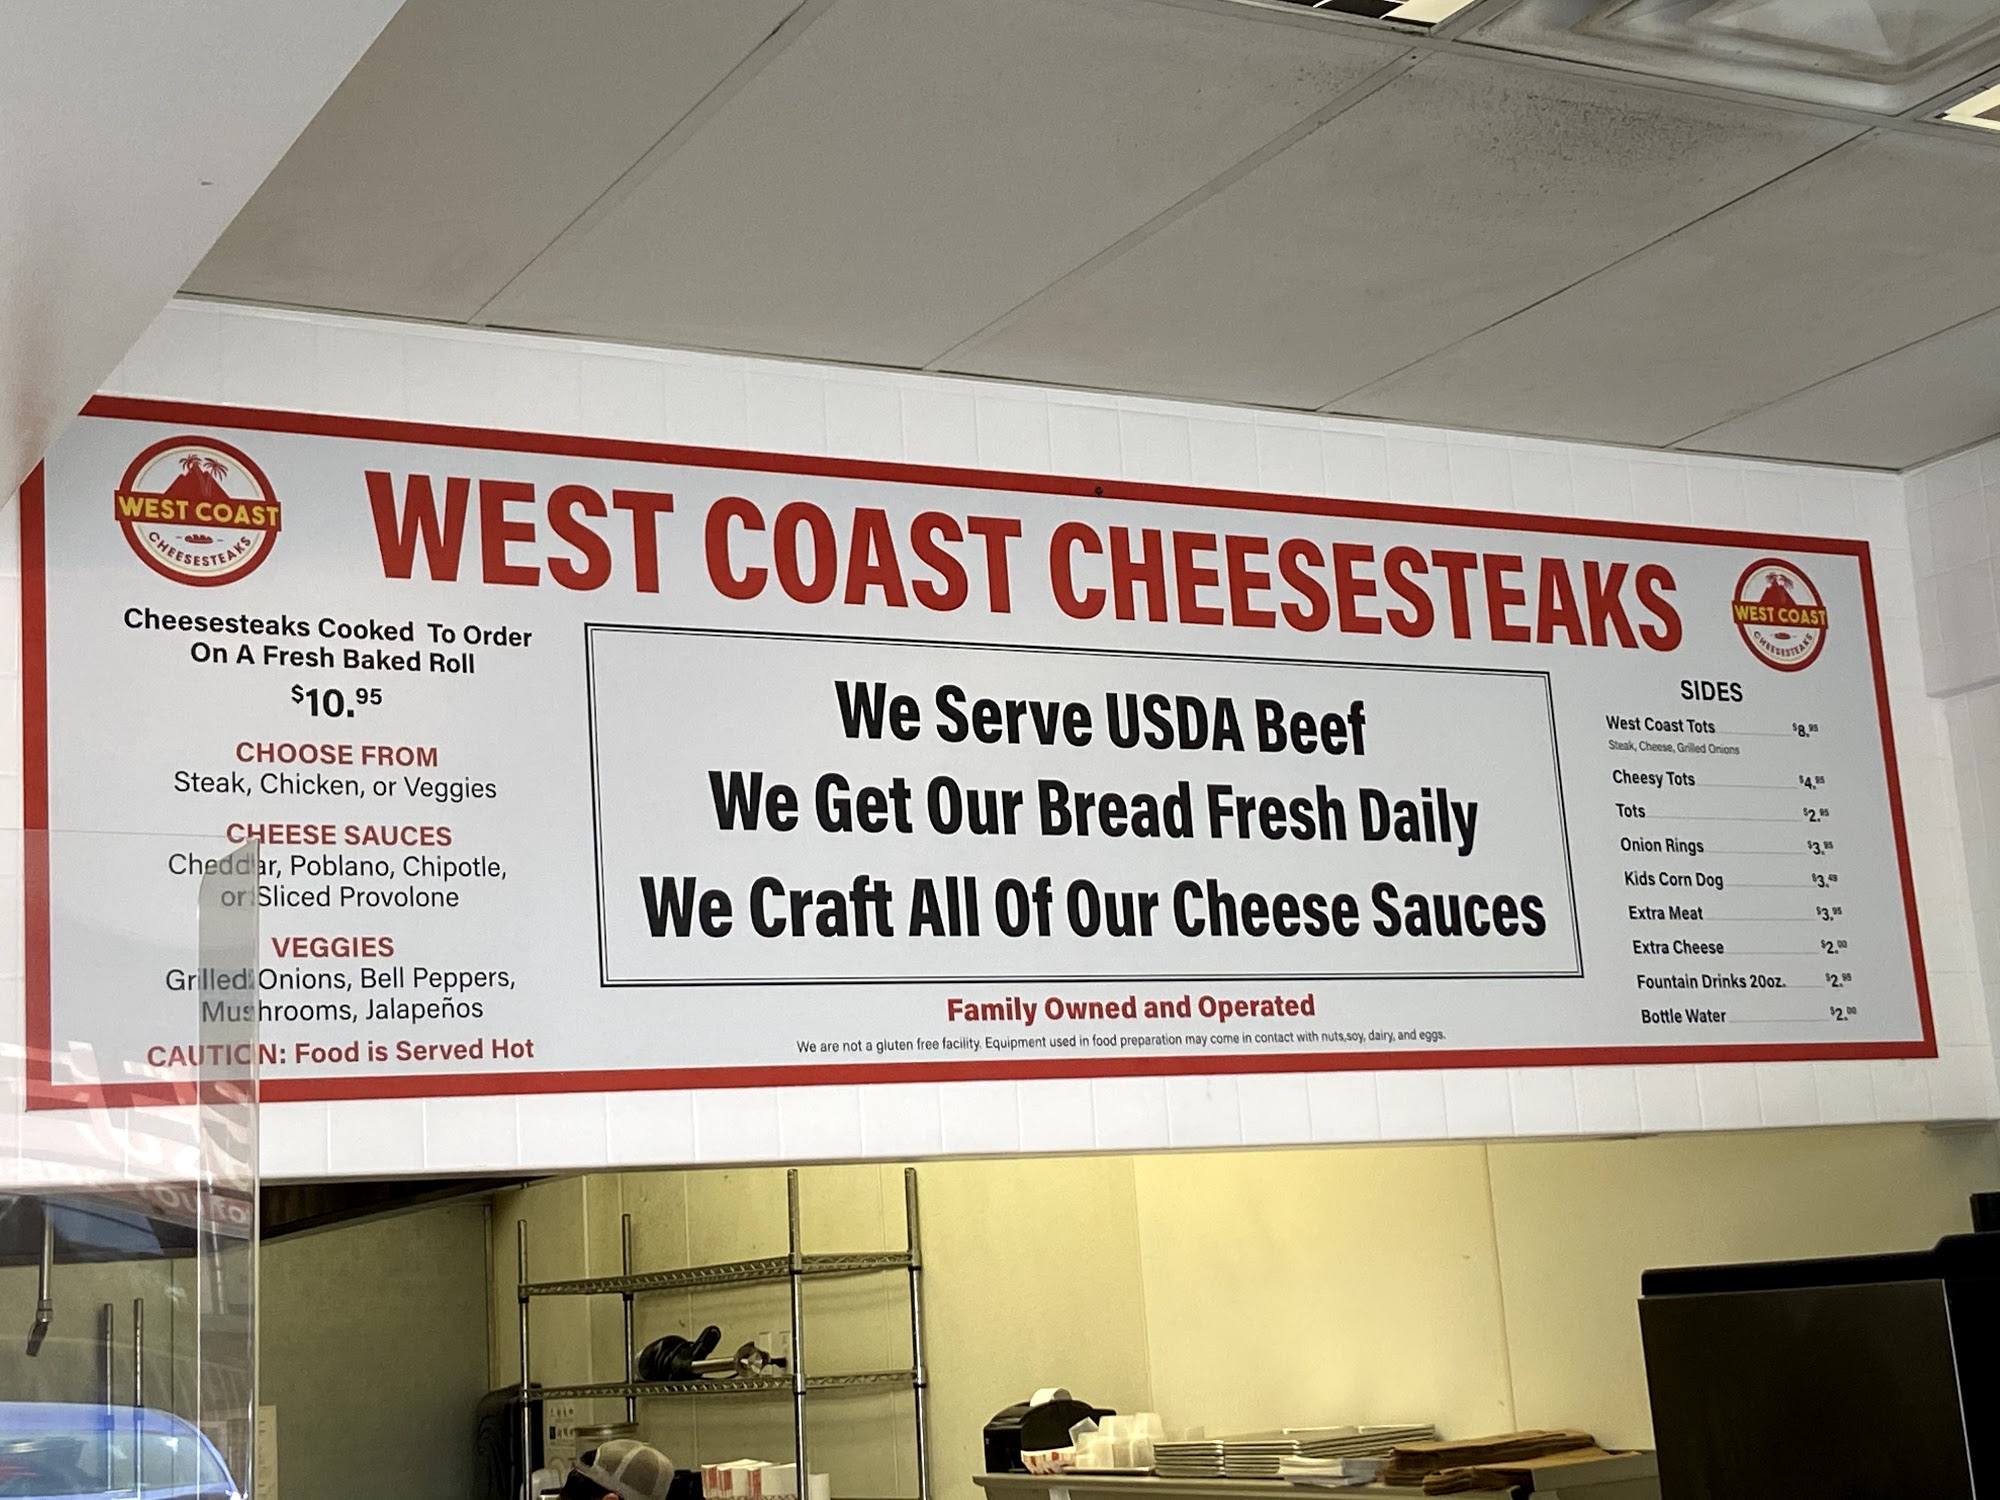 WEST COAST
CHEESESTEAKS
WEST COAST CHEESESTEAKS
WEST COAST
CHEESESTEAKS
Cheesesteaks Cooked To Order
On A Fresh Baked Roll
$10.95
CHOOSE FROM
Steak, Chicken, or Veggies
CHEESE SAUCES
Cheddar, Poblano, Chipotle,
or Sliced Provolone
VEGGIES
Grilled Onions, Bell Peppers,
Mushrooms, Jalapeños
CAUTION: Food is Served Hot
We Serve USDA Beef
We Get Our Bread Fresh Daily
We Craft All Of Our Cheese Sauces
Family Owned and Operated
We are not a gluten free facility. Equipment used in food preparation may come in contact with nuts,soy, dairy, and eggs.
SIDES
West Coast Tots $8.95
Steak, Cheese, Grilled Onions
Cheesy Tots $4.95
Tots $2.95
Onion Rings $3.95
Kids Corn Dog $3.49
Extra Meat $3.95
Extra Cheese $2.00
Fountain Drinks 20oz. $2.95
Bottle Water $2.00